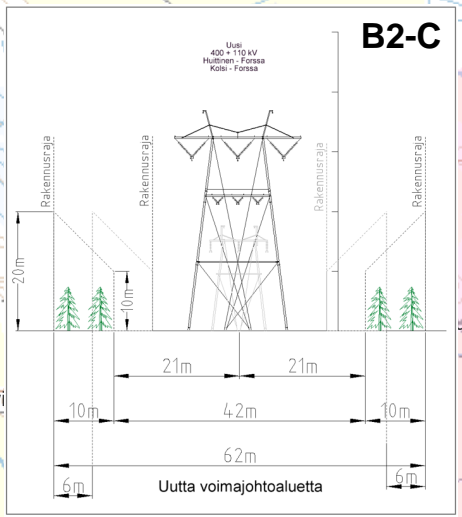 B2-C
Uusi
400 + 110 kV
Huittinen - Forssa
Kolsi - Forssa
Rakennusraja
Rakennusraja
Rakennusraja
Rakennusraja
20m
10m
21m
21m
10m
42m
10m
62m
6m
Uutta voimajohtoaluetta
6m